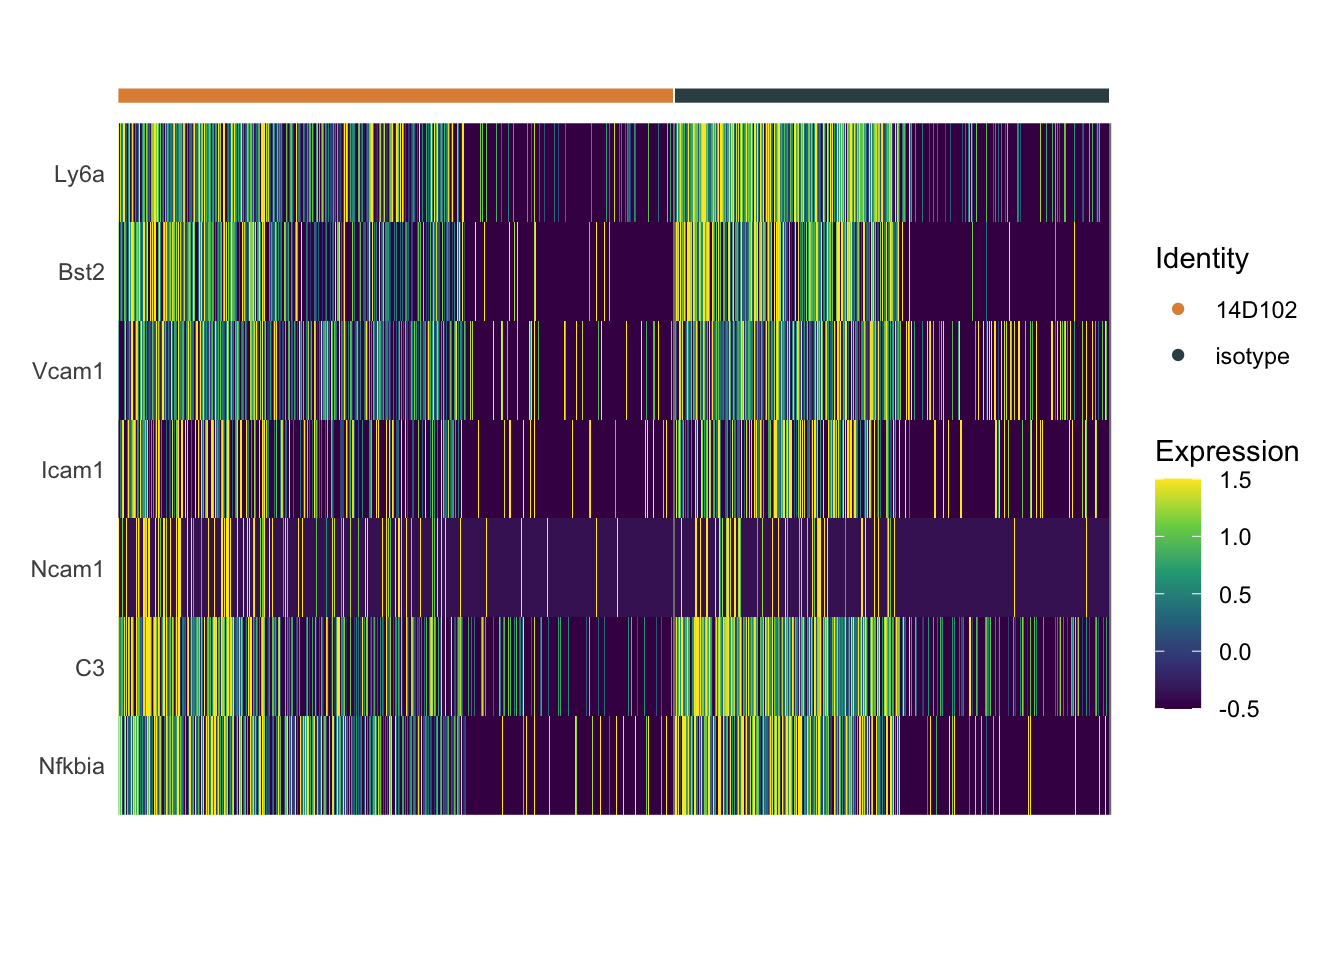 Ly6a
Bst2
Vcam1
Icam1
Ncam1
C3
Nfkbia
Identity
14D102
isotype
Expression
1.5
1.0
0.5
0.0
-0.5